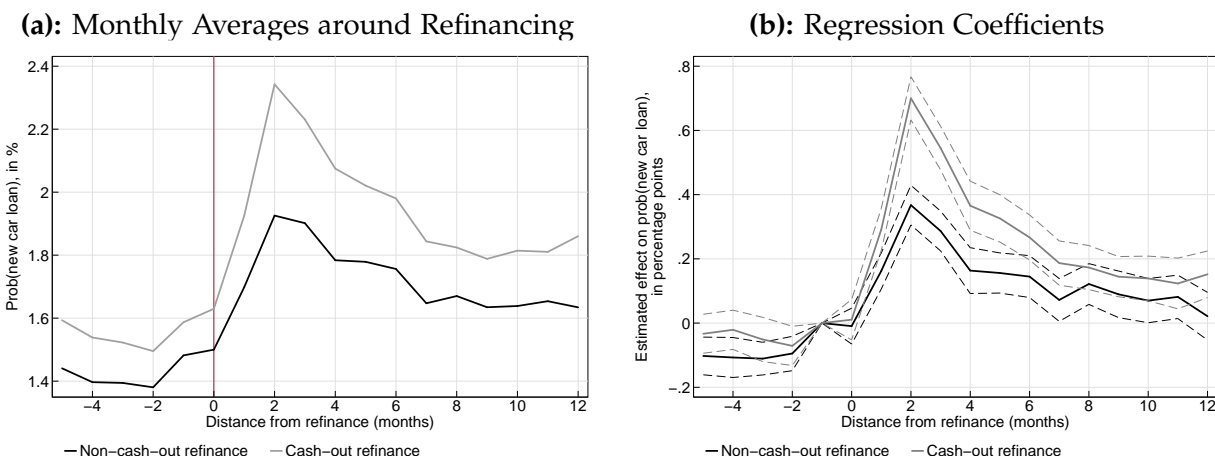 (a): Monthly Averages around Refinancing
Prob(new car loan), in %
2.4
2.2
2
1.8
1.6
1.4
−4
−2
0
2
4
6
8
10
12
Distance from refinance (months)
Non−cash−out refinance
Cash−out refinance
(b): Regression Coefficients
Estimated effect on prob(new car loan),
in percentage points
.8
.6
.4
.2
0
−.2
−4
−2
0
2
4
6
8
10
12
Distance from refinance (months)
Non−cash−out refinance
Cash−out refinance